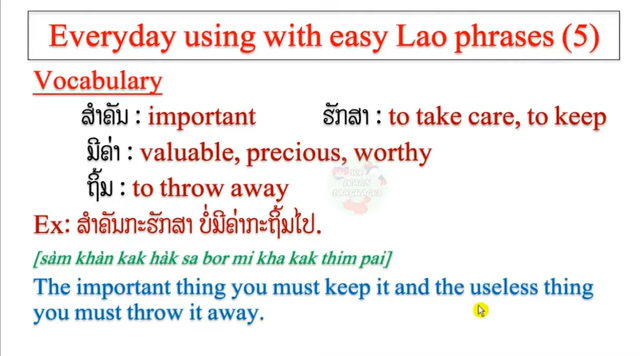 Everyday using with easy Lao phrases (5)
Vocabulary
ສຳຄັນ : important ຮັກສາ : to take care, to keep
ມີຄ່າ : valuable, precious, worthy
ຖິ້ມ : to throw away
Ex: ສຳຄັນກະຮັກສາ ບໍ່ມີຄ່າກະຖິ້ມໄປ.
[sàm khàn kak hàk sa bor mi kha kak thim pai]
The important thing you must keep it and the useless thing
you must throw it away.